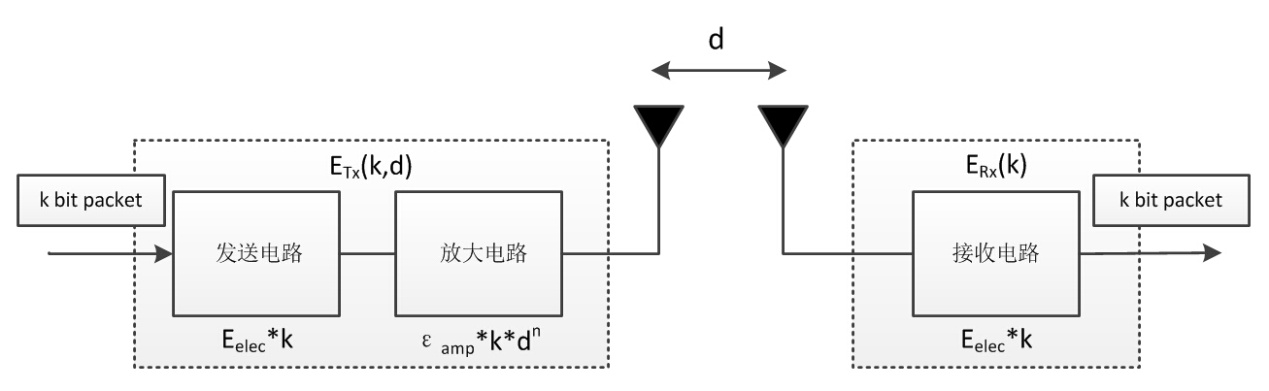 d
E_Tx(k,d)
E_Rx(k)
k bit packet
k bit packet
发送电路
放大电路
接收电路
E_elec*k
ε_amp*k*d^n
E_elec*k